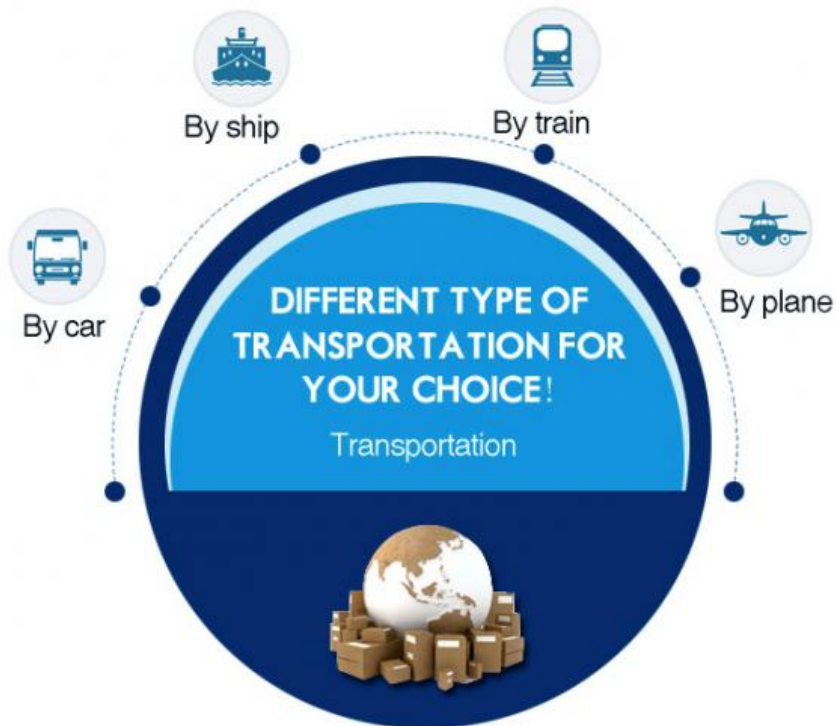 By ship
By train
By car
By plane
DIFFERENT TYPE OF
TRANSPORTATION FOR
YOUR CHOICE!
Transportation